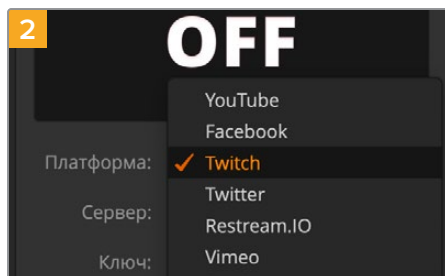 2
OFF
YouTube
Facebook
Платформа: Twitch
Twitter
Сервер:
Restream.IO
Ключ: Vimeo